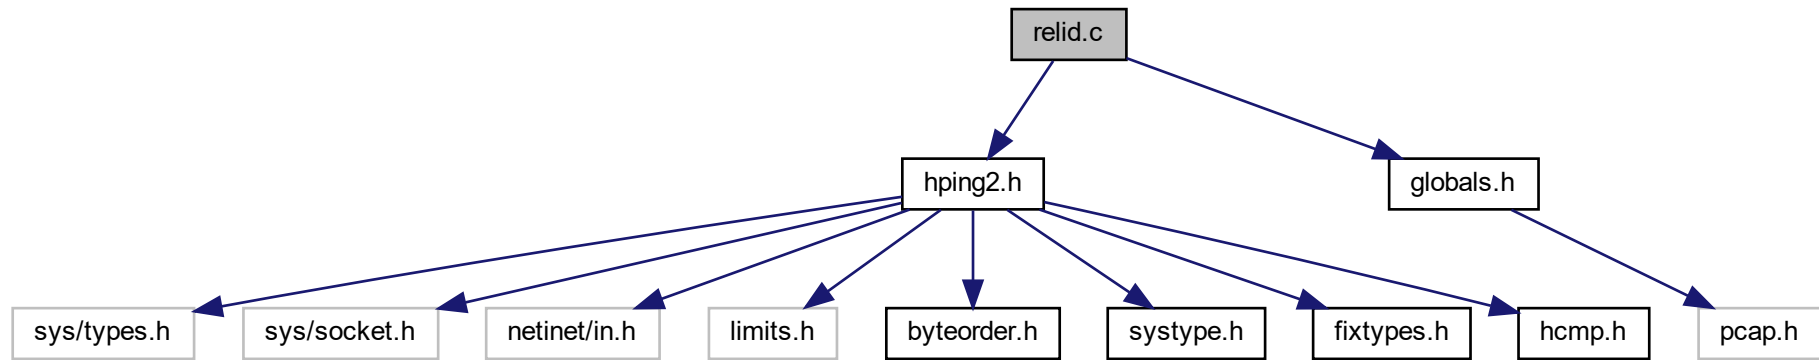 relid.c
hping2.h
globals.h
sys/types.h
sys/socket.h
netinet/in.h
limits.h
byteorder.h
systype.h
fixtypes.h
hcmp.h
pcap.h